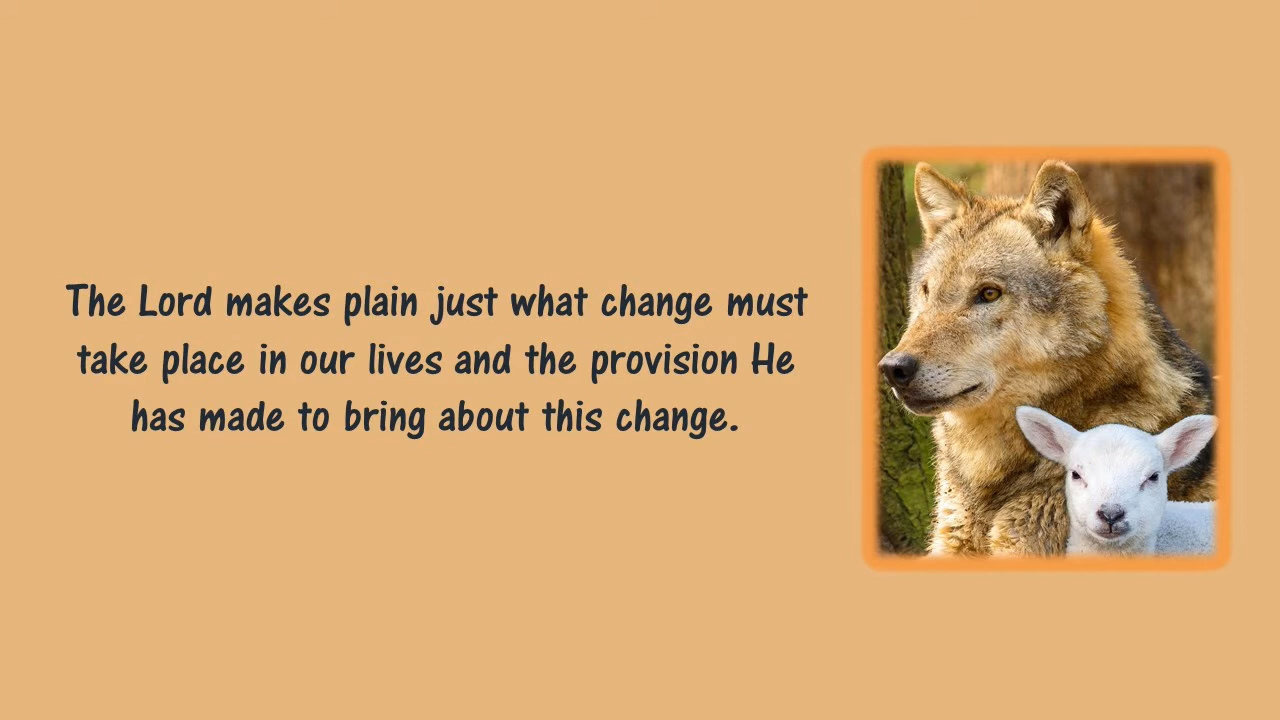 The Lord makes plain just what change must
take place in our lives and the provision He
has made to bring about this change.